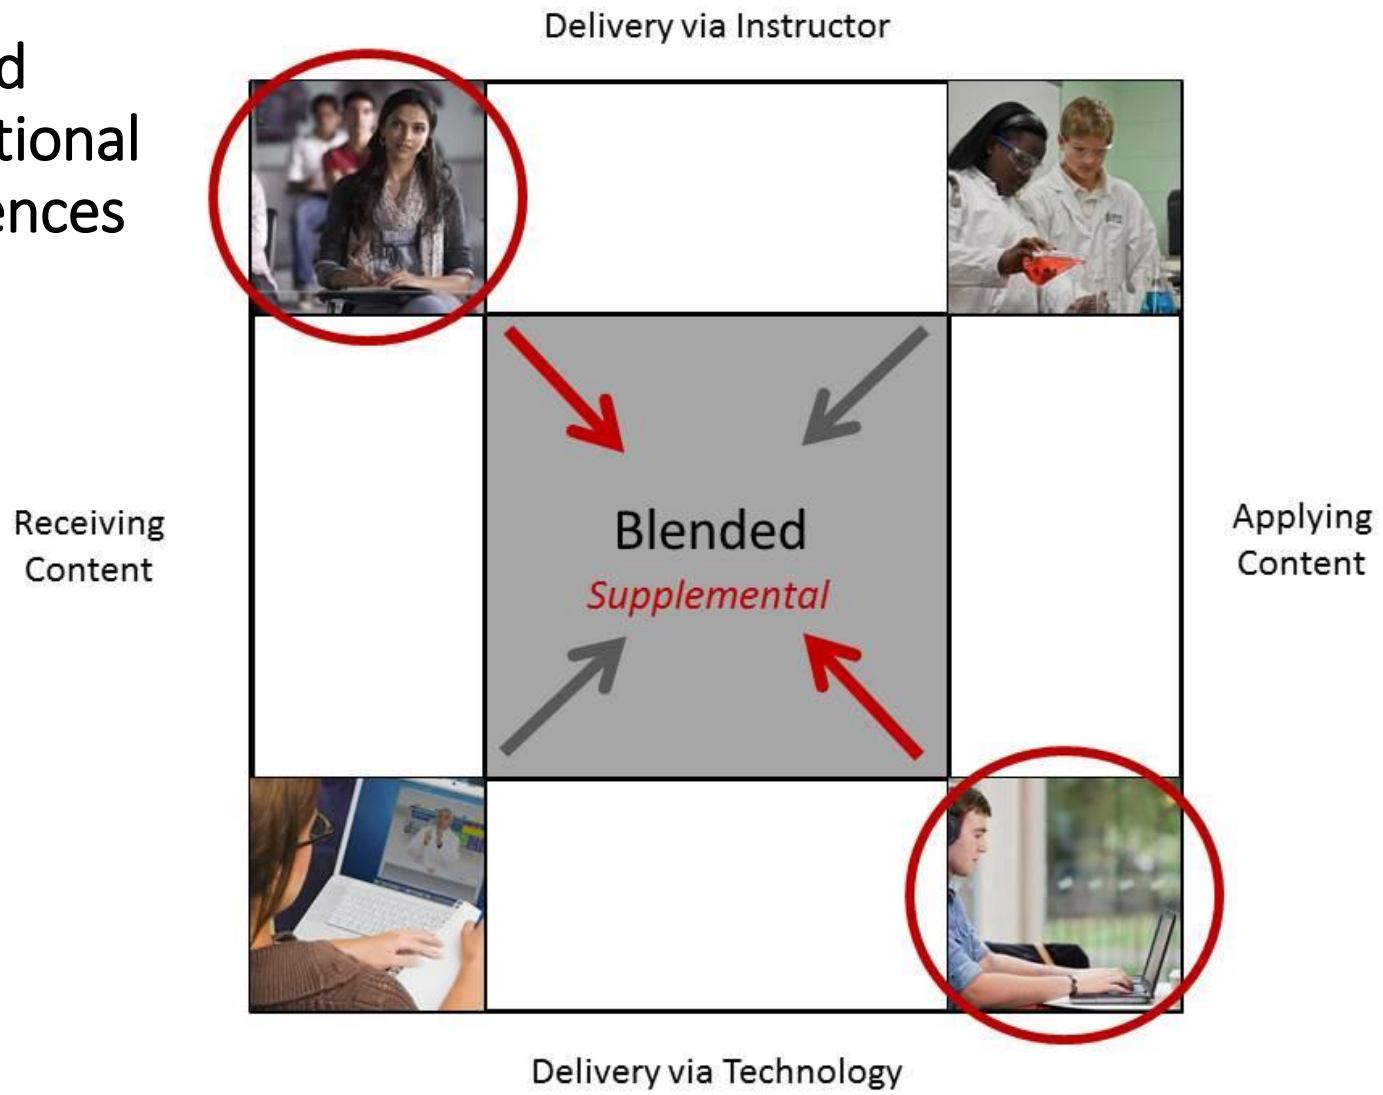 Delivery via Instructor
d
tional
ences
Receiving
Content
Blended
Supplemental
Applying
Content
Delivery via Technology